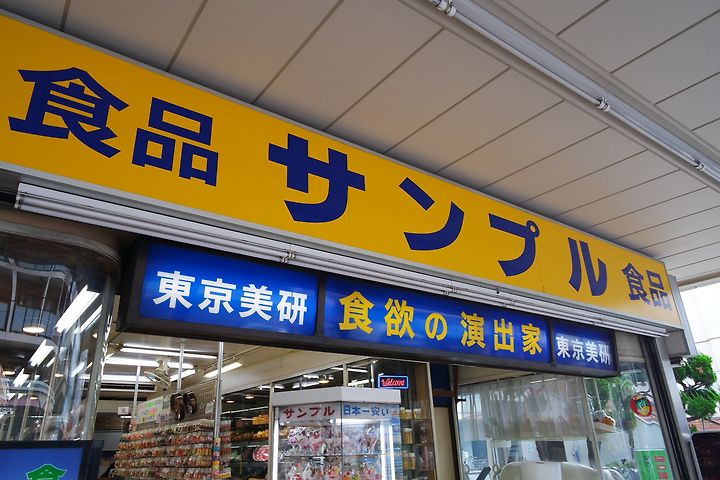 食品 サンプル 食品
東京美研 食欲の演出家 東京美研
Welcome
サンプル 日本一安い